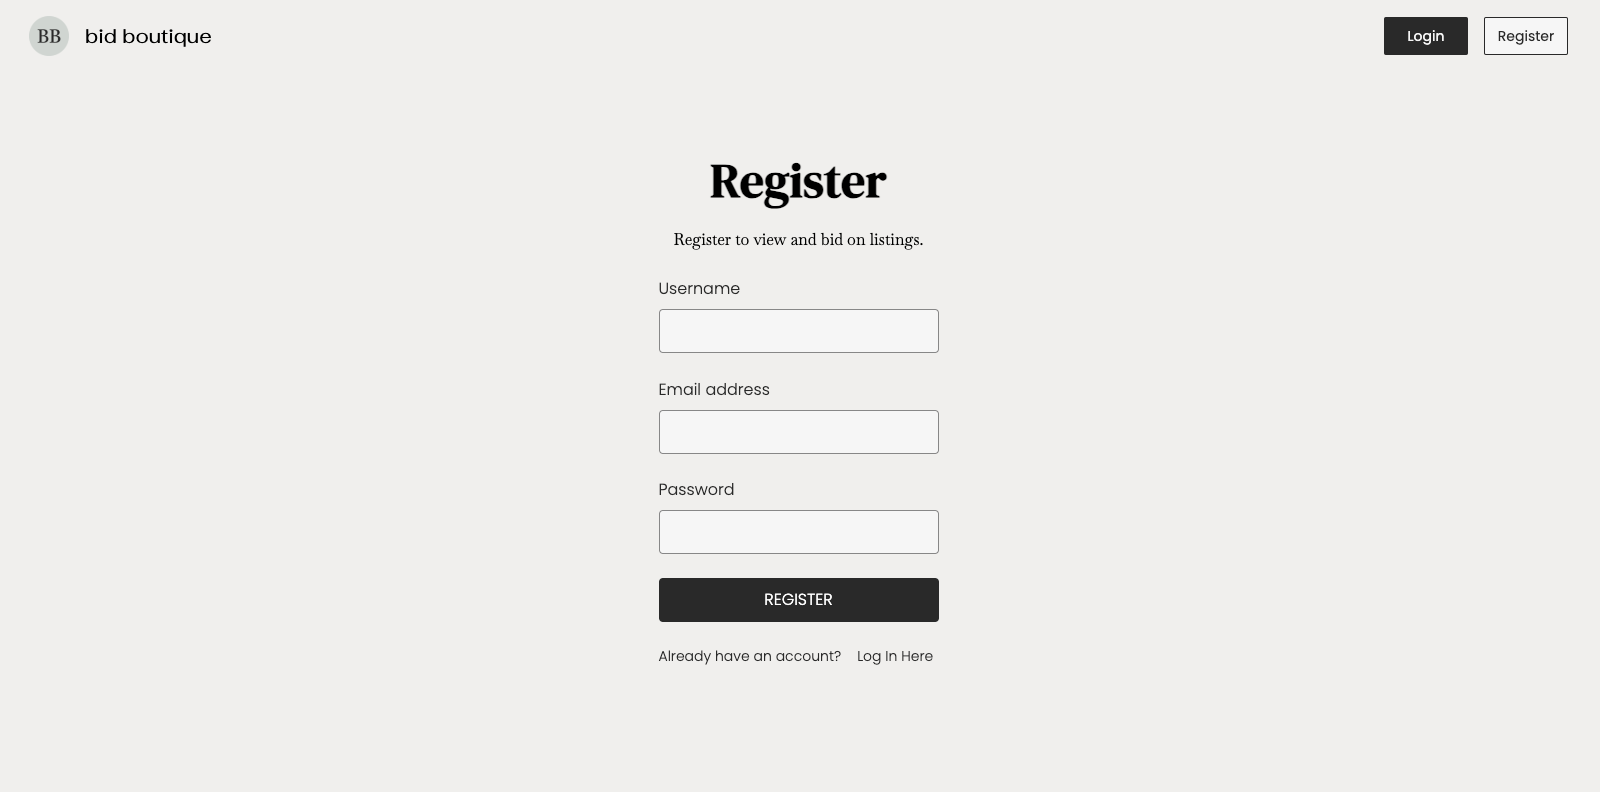 BB bid boutique
Login Register
Register
Register to view and bid on listings.
Username
Email address
Password
REGISTER
Already have an account? Log In Here